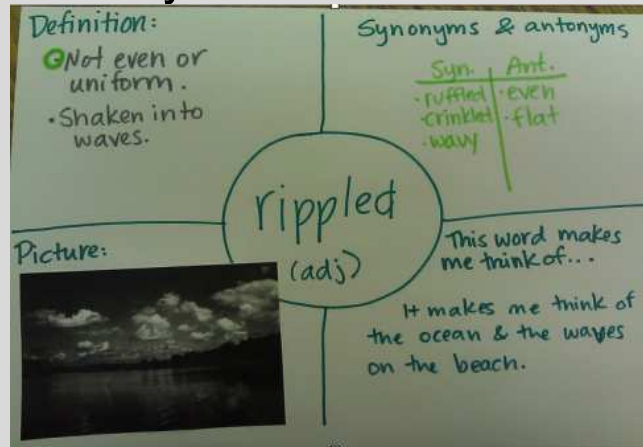 Definition:
Not even or
uniform.
• Shaken into
waves.
Synonyms & antonyms
Syn. Ant.
• ruffled • even
• crinkled • flat
• wavy
rippled
(adj)
Picture:
This word makes
me think of...
It makes me think of
the ocean & the waves
on the beach.